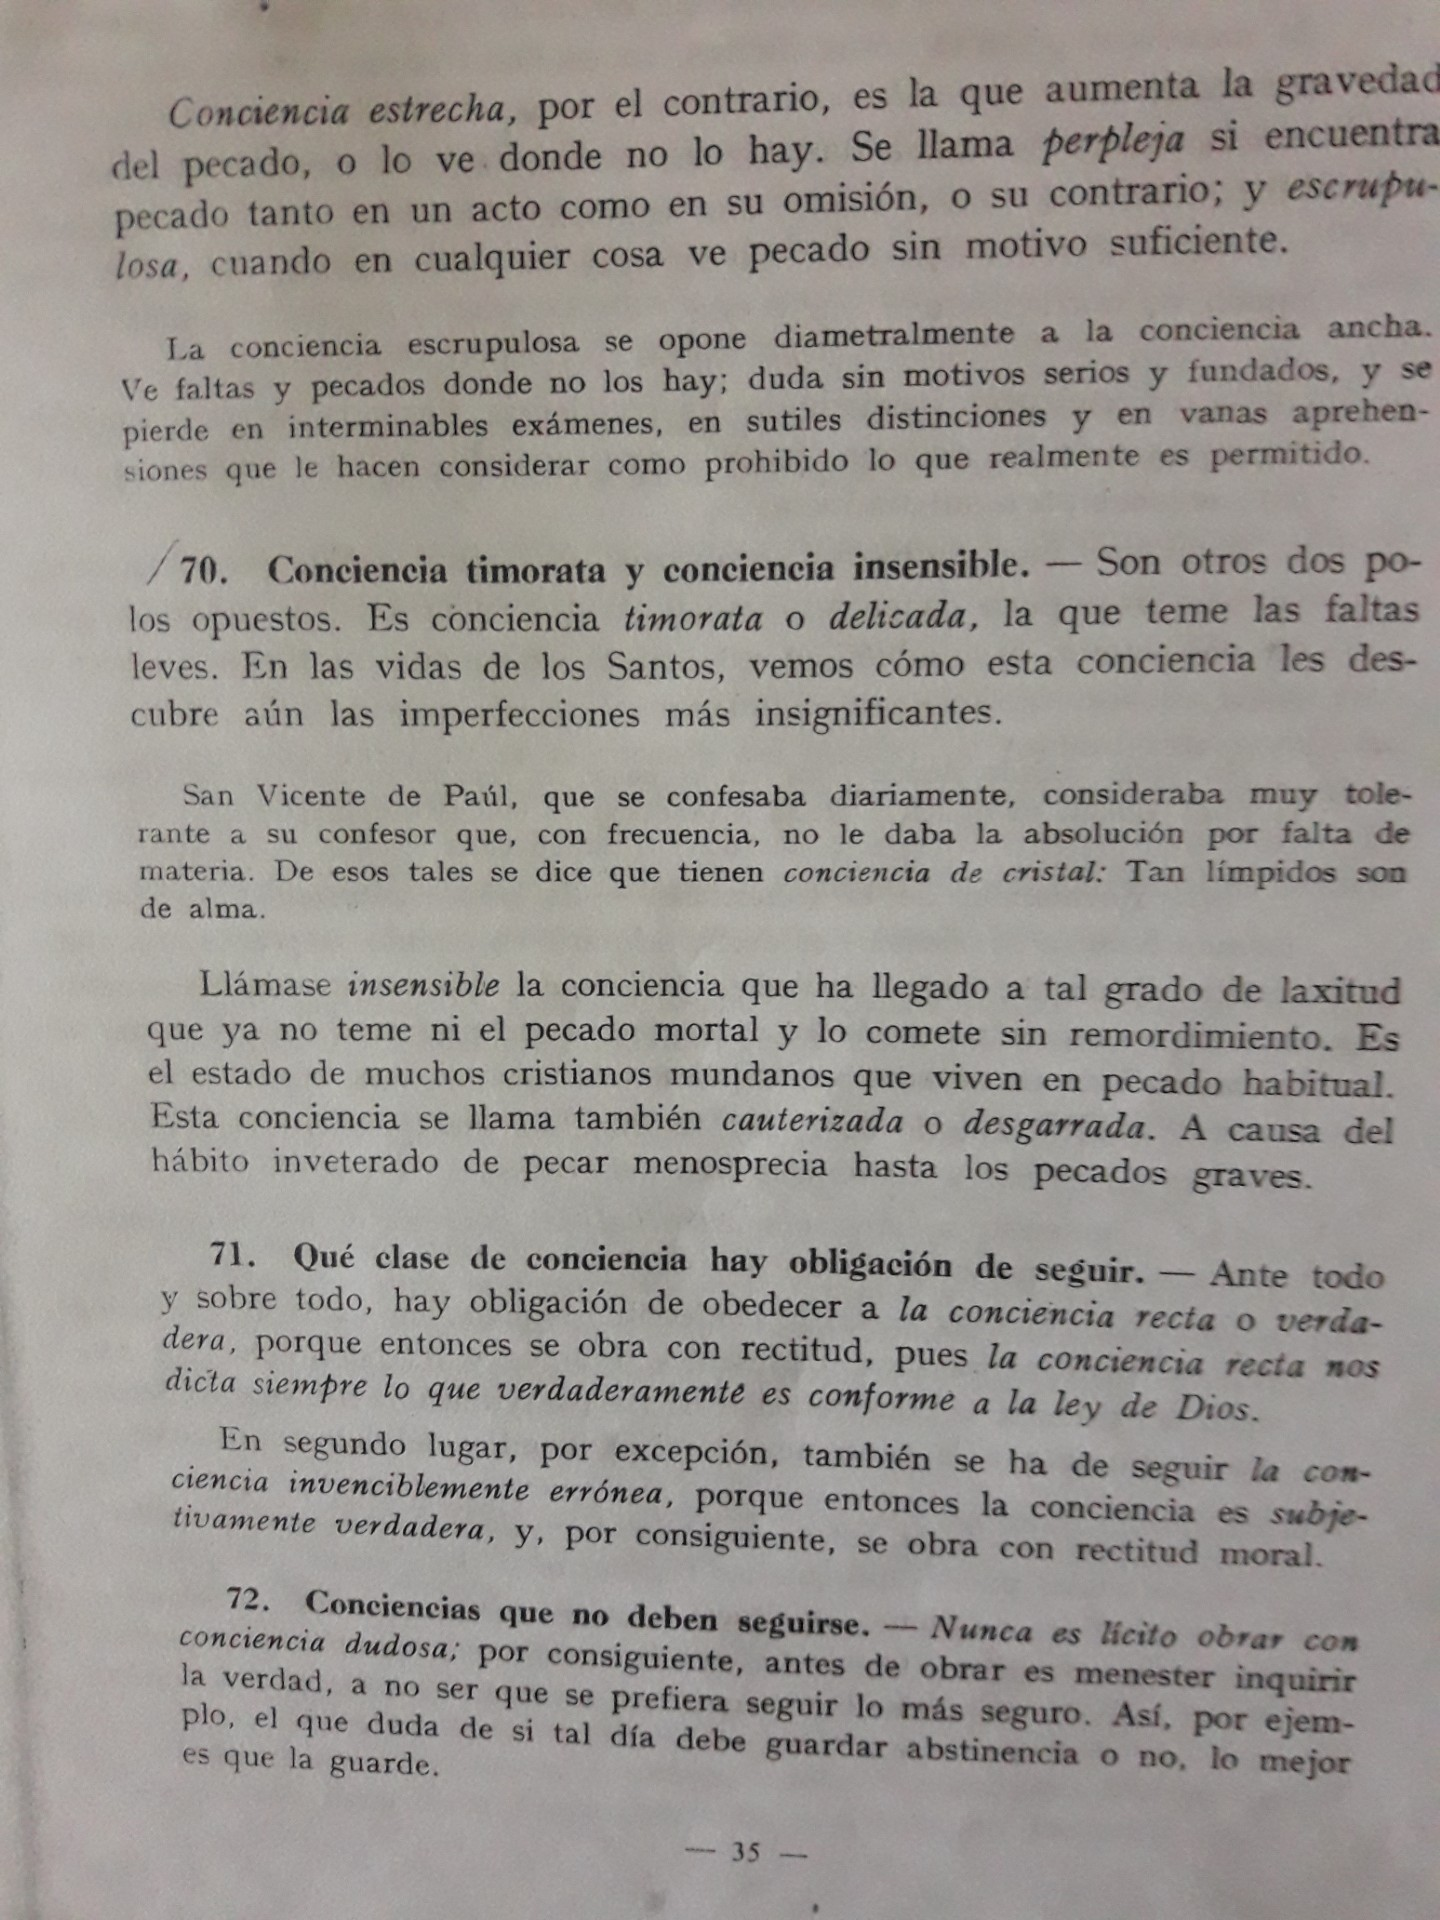 Conciencia estrecha, por el contrario, es la que aumenta la gravedad
del pecado, o lo ve donde no lo hay. Se llama perpleja si encuentra
pecado tanto en un acto como en su omisión, o su contrario; y escrupu-
losa, cuando en cualquier cosa ve pecado sin motivo suficiente.
La conciencia escrupulosa se opone diametralmente a la conciencia ancha.
Ve faltas y pecados donde no los hay; duda sin motivos serios y fundados, y se
pierde en interminables exámenes, en sutiles distinciones y en vanas aprehen-
siones que le hacen considerar como prohibido lo que realmente es permitido.
70. Conciencia timorata y conciencia insensible. — Son otros dos po-
los opuestos. Es conciencia timorata o delicada, la que teme las faltas
leves. En las vidas de los Santos, vemos cómo esta conciencia les des-
cubre aún las imperfecciones más insignificantes.
San Vicente de Paúl, que se confesaba diariamente, consideraba muy tole-
rante a su confesor que, con frecuencia, no le daba la absolución por falta de
materia. De esos tales se dice que tienen conciencia de cristal: Tan límpidos son
de alma.
Llámase insensible la conciencia que ha llegado a tal grado de laxitud
que ya no teme ni el pecado mortal y lo comete sin remordimiento. Es
el estado de muchos cristianos mundanos que viven en pecado habitual.
Esta conciencia se llama también cauterizada o desgarrada. A causa del
hábito inveterado de pecar menosprecia hasta los pecados graves.
71. Qué clase de conciencia hay obligación de seguir. — Ante todo
y sobre todo, hay obligación de obedecer a la conciencia recta o verda-
dera, porque entonces se obra con rectitud, pues la conciencia recta nos
dicta siempre lo que verdaderamente es conforme a la ley de Dios.
En segundo lugar, por excepción, también se ha de seguir la con-
ciencia invenciblemente errónea, porque entonces la conciencia es subje-
tivamente verdadera, y, por consiguiente, se obra con rectitud moral.
72. Conciencias que no deben seguirse. — Nunca es lícito obrar con
conciencia dudosa; por consiguiente, antes de obrar es menester inquirir
la verdad, a no ser que se prefiera seguir lo más seguro. Así, por ejem-
plo, el que duda de si tal día debe guardar abstinencia o no, lo mejor
es que la guarde.
— 35 —